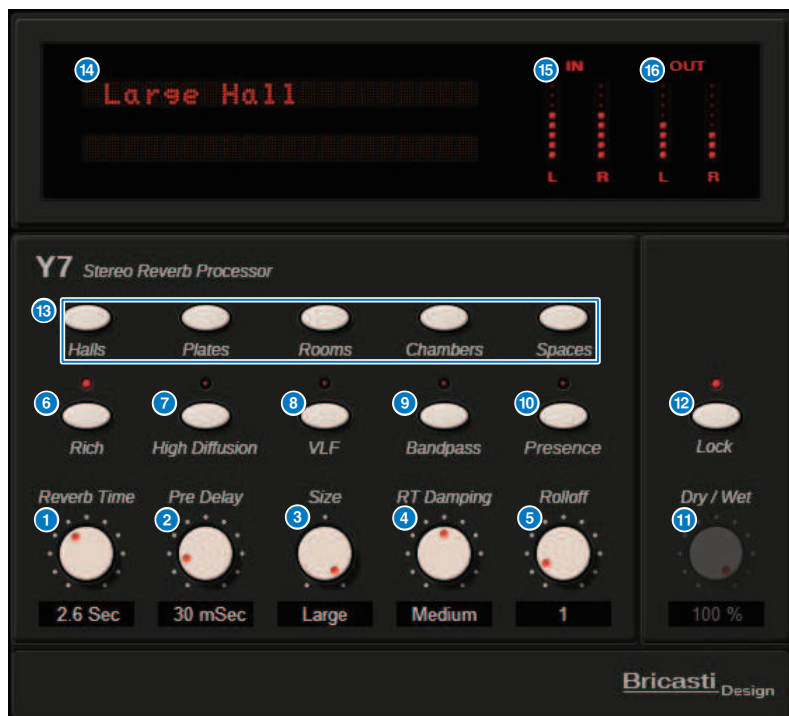 14 15 IN 16 OUT
Large Hall
L R L R
Y7 Stereo Reverb Processor
13
Halls Plates Rooms Chambers Spaces
6 7 8 9 10 12
Rich High Diffusion VLF Bandpass Presence Lock
Reverb Time Pre Delay Size RT Damping Rolloff Dry / Wet
1 2 3 4 5 11
2.6 Sec 30 mSec Large Medium 1 100 %
Bricasti Design